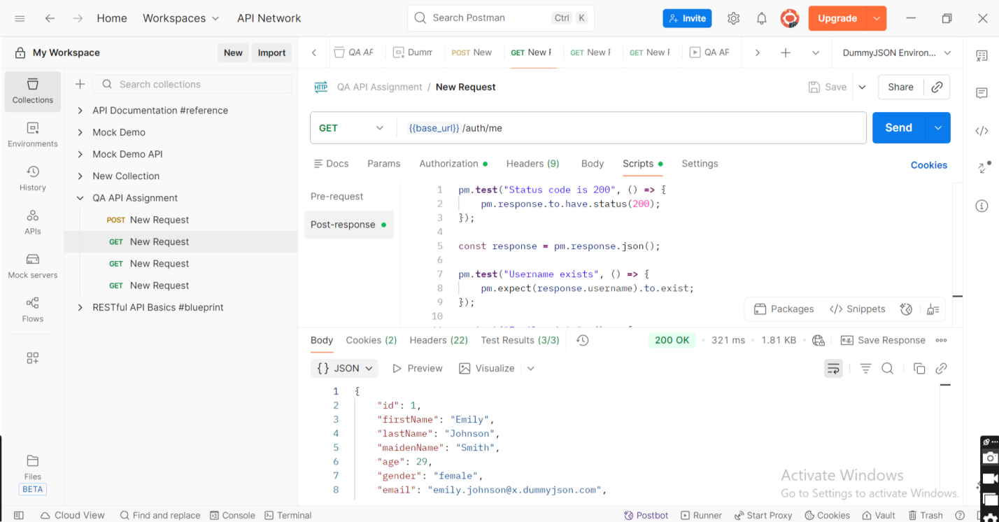 Home Workspaces API Network Search Postman Ctrl K Invite Upgrade
My Workspace New Import QA AF Dumr POST New GET New F GET New F GET New F QA AF DummyJSON Environ...
Collections
Environments
History
APIs
Mock servers
Flows
Files
BETA
Search collections
API Documentation #reference
Mock Demo
Mock Demo API
New Collection
QA API Assignment
POST New Request
GET New Request
GET New Request
GET New Request
RESTful API Basics #blueprint
HTTP QA API Assignment / New Request Save Share
GET {{base_url}} /auth/me Send
Docs Params Authorization Headers (9) Body Scripts Settings Cookies
Pre-request
Post-response
1 pm.test("Status code is 200", () => {
2 pm.response.to.have.status(200);
3 });
4
5 const response = pm.response.json();
6
7 pm.test("Username exists", () => {
8 pm.expect(response.username).to.exist;
9 });
10
Packages </> Snippets
Body Cookies (2) Headers (22) Test Results (3/3) 200 OK 321 ms 1.81 KB e.g. Save Response
{} JSON Preview Visualize
1 {
2 "id": 1,
3 "firstName": "Emily",
4 "lastName": "Johnson",
5 "maidenName": "Smith",
6 "age": 29,
7 "gender": "female",
8 "email": "emily.johnson@x.dummyjson.com",
Activate Windows
Go to Settings to activate Windows.
Cloud View Find and replace Console Terminal Postbot Runner Start Proxy Cookies Vault Trash